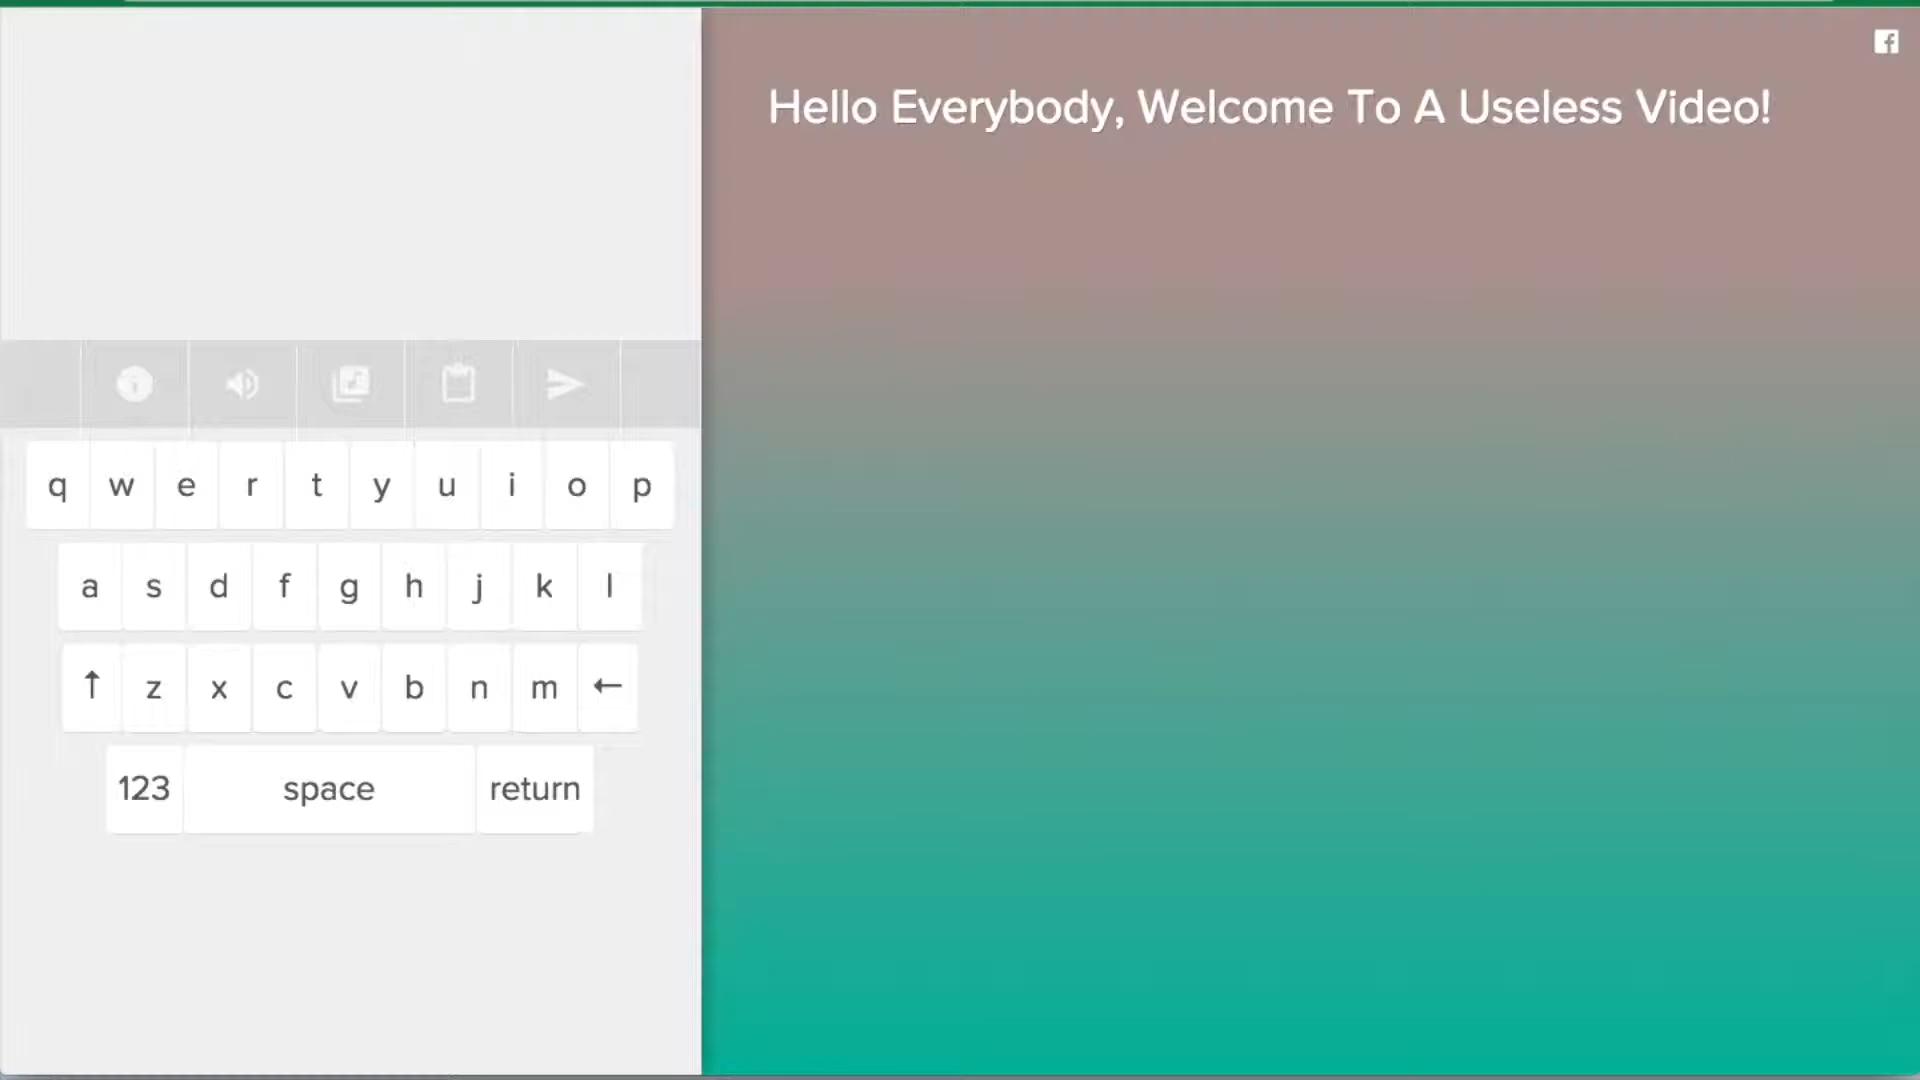 Hello Everybody, Welcome To A Useless Video!
q w e r t y u i o p
a s d f g h j k l
↑ z x c v b n m ←
123 space return